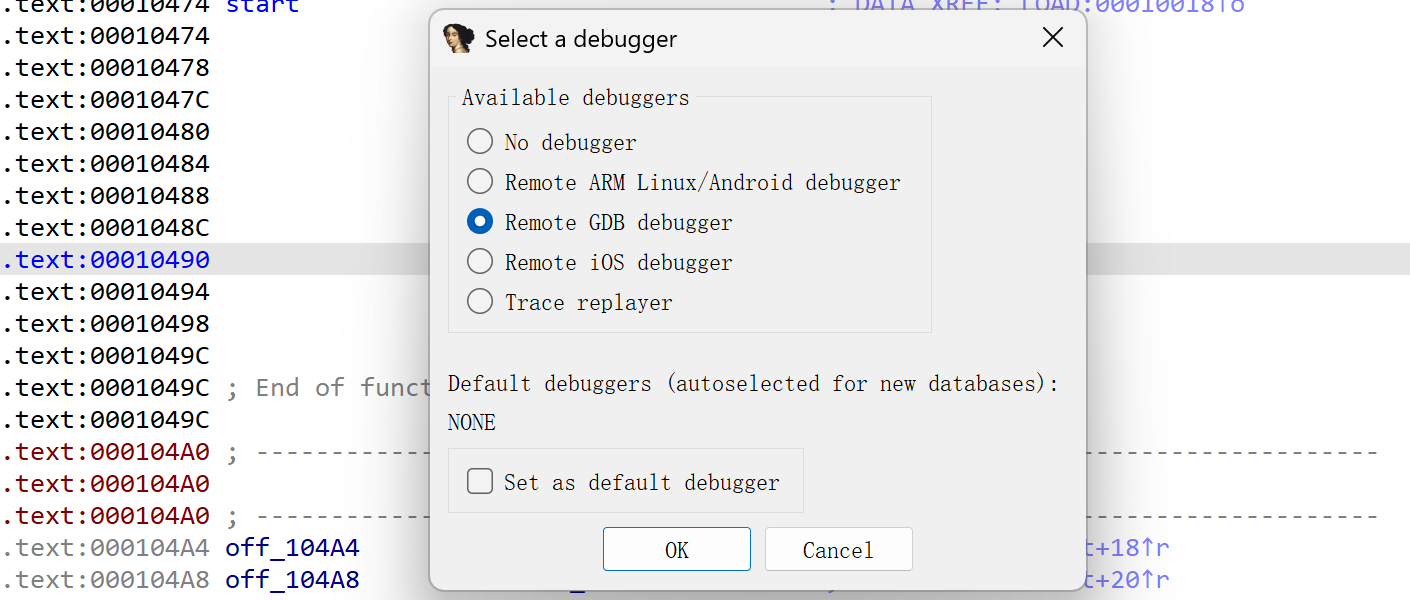 .text:00010474 start ; DATA XREF: LOAD:00010018↑o
Select a debugger
.text:00010474
.text:00010478
Available debuggers
.text:0001047C
.text:00010480
No debugger
.text:00010484
Remote ARM Linux/Android debugger
.text:00010488
.text:0001048C
Remote GDB debugger
.text:00010490
Remote iOS debugger
.text:00010494
Trace replayer
.text:00010498
.text:0001049C
.text:0001049C ; End of funct
Default debuggers (autoselected for new databases):
.text:0001049C
NONE
.text:000104A0 ; ---------------------------------------------------------------------------
.text:000104A0
Set as default debugger
.text:000104A0 ; ---------------------------------------------------------------------------
.text:000104A4 off_104A4 t+18↑r
OK Cancel
.text:000104A8 off_104A8 t+20↑r